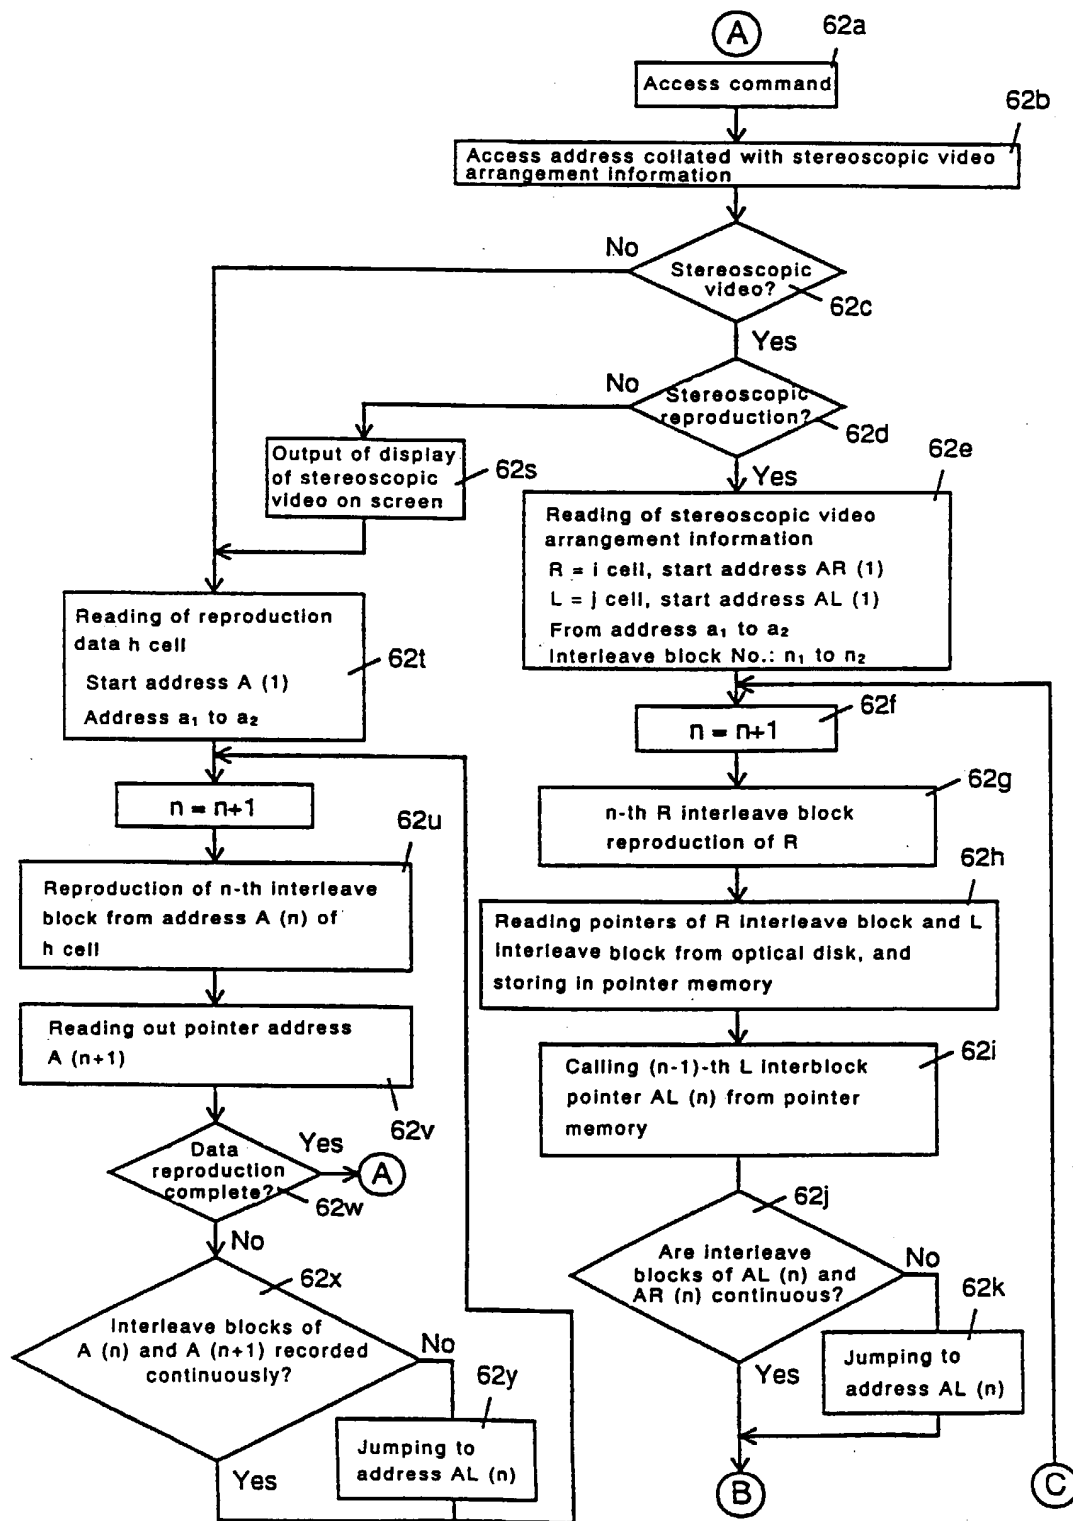 A
62a
Access command
62b
Access address collated with stereoscopic video
arrangement information
No
Stereoscopic
video?
62c
Yes
No
Stereoscopic
reproduction?
62d
Output of display
of stereoscopic
video on screen
62s
Yes
62e
Reading of stereoscopic video
arrangement information
R = i cell, start address AR (1)
L = j cell, start address AL (1)
From address a₁ to a₂
Interleave block No.: n₁ to n₂
Reading of reproduction
data h cell
Start address A (1)
Address a₁ to a₂
62t
62f
n = n+1
n = n+1
62g
n-th R interleave block
reproduction of R
62u
Reproduction of n-th interleave
block from address A (n) of
h cell
62h
Reading pointers of R interleave block and L
interleave block from optical disk, and
storing in pointer memory
Reading out pointer address
A (n+1)
62v
62i
Calling (n-1)-th L interblock
pointer AL (n) from pointer
memory
Data
reproduction
complete?
Yes
A
62w
No
62j
Are interleave
blocks of AL (n) and
AR (n) continuous?
No
62k
Jumping to
address AL (n)
Yes
62x
Interleave blocks of
A (n) and A (n+1) recorded
continuously?
No
62y
Jumping to
address AL (n)
Yes
B
C